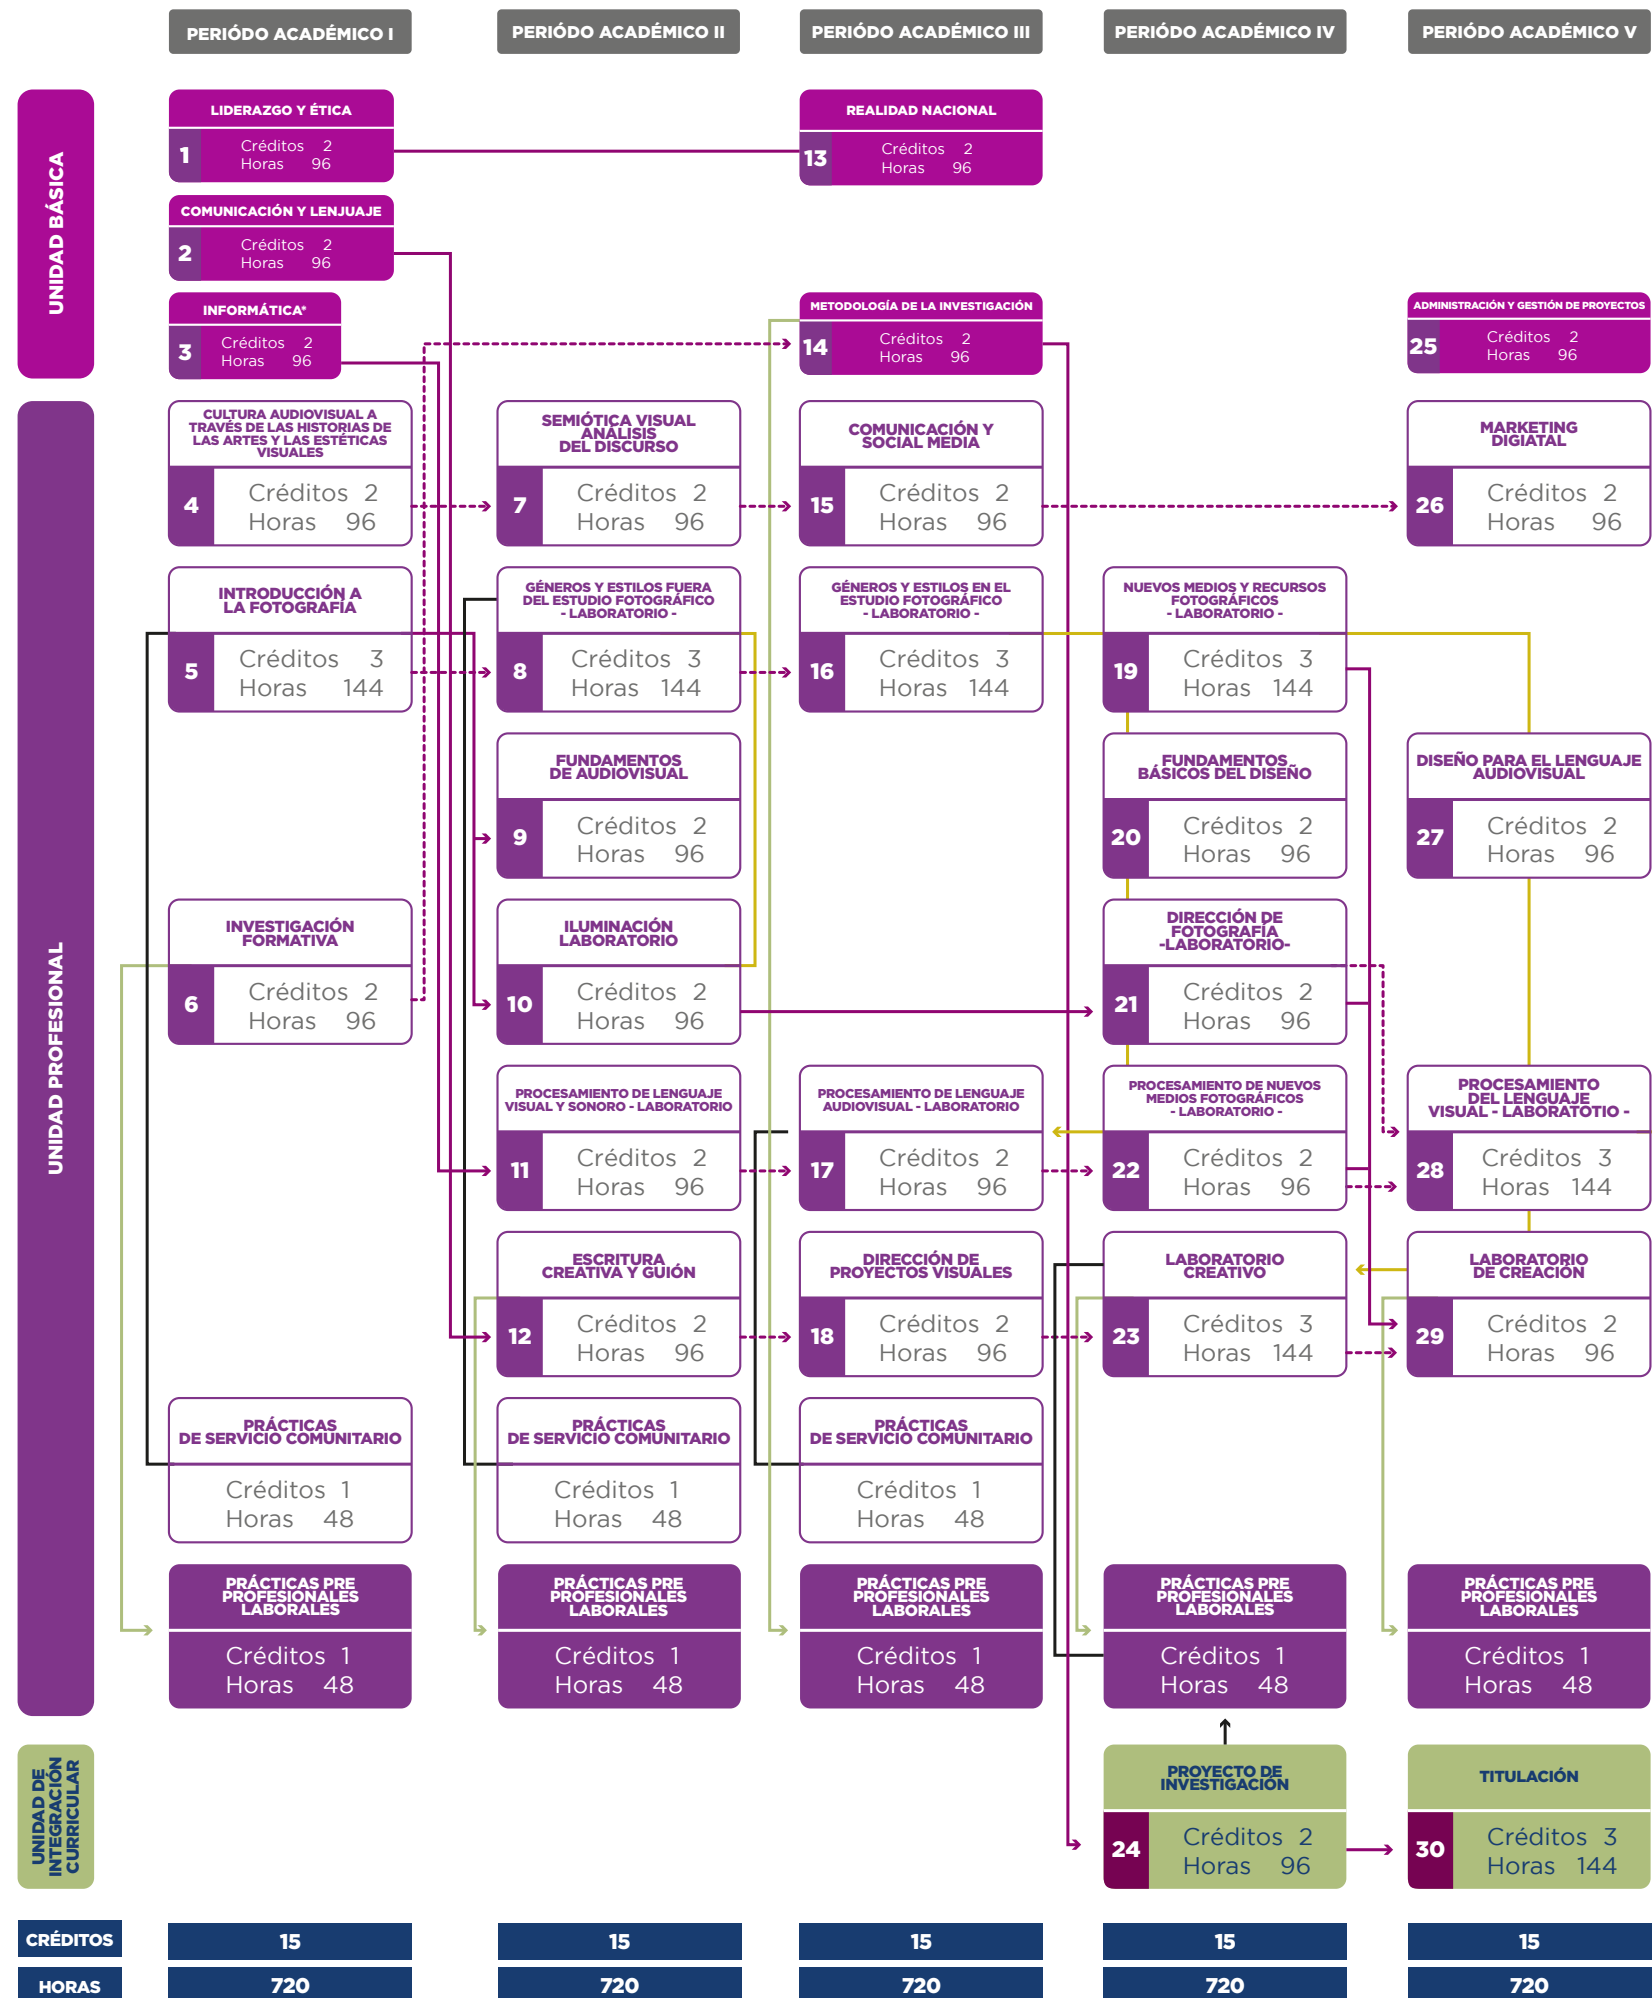 PERIÓDO ACADÉMICO I
PERIÓDO ACADÉMICO II
PERIÓDO ACADÉMICO III
PERIÓDO ACADÉMICO IV
PERIÓDO ACADÉMICO V
UNIDAD BÁSICA
LIDERAZGO Y ÉTICA
1
Créditos 2
Horas 96
REALIDAD NACIONAL
13
Créditos 2
Horas 96
COMUNICACIÓN Y LENJUAJE
2
Créditos 2
Horas 96
INFORMÁTICA*
3
Créditos 2
Horas 96
METODOLOGÍA DE LA INVESTIGACIÓN
14
Créditos 2
Horas 96
ADMINISTRACIÓN Y GESTIÓN DE PROYECTOS
25
Créditos 2
Horas 96
UNIDAD PROFESIONAL
CULTURA AUDIOVISUAL A
TRAVÉS DE LAS HISTORIAS DE
LAS ARTES Y LAS ESTÉTICAS
VISUALES
4
Créditos 2
Horas 96
SEMIÓTICA VISUAL
ANÁLISIS
DEL DISCURSO
7
Créditos 2
Horas 96
COMUNICACIÓN Y
SOCIAL MEDIA
15
Créditos 2
Horas 96
MARKETING
DIGIATAL
26
Créditos 2
Horas 96
INTRODUCCIÓN A
LA FOTOGRAFÍA
5
Créditos 3
Horas 144
GÉNEROS Y ESTILOS FUERA
DEL ESTUDIO FOTOGRÁFICO
- LABORATORIO -
8
Créditos 3
Horas 144
GÉNEROS Y ESTILOS EN EL
ESTUDIO FOTOGRÁFICO
- LABORATORIO -
16
Créditos 3
Horas 144
NUEVOS MEDIOS Y RECURSOS
FOTOGRÁFICOS
- LABORATORIO -
19
Créditos 3
Horas 144
FUNDAMENTOS
DE AUDIOVISUAL
9
Créditos 2
Horas 96
FUNDAMENTOS
BÁSICOS DEL DISEÑO
20
Créditos 2
Horas 96
DISEÑO PARA EL LENGUAJE
AUDIOVISUAL
27
Créditos 2
Horas 96
INVESTIGACIÓN
FORMATIVA
6
Créditos 2
Horas 96
ILUMINACIÓN
LABORATORIO
10
Créditos 2
Horas 96
DIRECCIÓN DE
FOTOGRAFÍA
-LABORATORIO-
21
Créditos 2
Horas 96
PROCESAMIENTO DE LENGUAJE
VISUAL Y SONORO - LABORATORIO
11
Créditos 2
Horas 96
PROCESAMIENTO DE LENGUAJE
AUDIOVISUAL - LABORATORIO
17
Créditos 2
Horas 96
PROCESAMIENTO DE NUEVOS
MEDIOS FOTOGRÁFICOS
- LABORATORIO -
22
Créditos 2
Horas 96
PROCESAMIENTO
DEL LENGUAJE
VISUAL - LABORATOTIO -
28
Créditos 3
Horas 144
ESCRITURA
CREATIVA Y GUIÓN
12
Créditos 2
Horas 96
DIRECCIÓN DE
PROYECTOS VISUALES
18
Créditos 2
Horas 96
LABORATORIO
CREATIVO
23
Créditos 3
Horas 144
LABORATORIO
DE CREACIÓN
29
Créditos 2
Horas 96
PRÁCTICAS
DE SERVICIO COMUNITARIO
Créditos 1
Horas 48
PRÁCTICAS
DE SERVICIO COMUNITARIO
Créditos 1
Horas 48
PRÁCTICAS
DE SERVICIO COMUNITARIO
Créditos 1
Horas 48
PRÁCTICAS PRE
PROFESIONALES
LABORALES
Créditos 1
Horas 48
PRÁCTICAS PRE
PROFESIONALES
LABORALES
Créditos 1
Horas 48
PRÁCTICAS PRE
PROFESIONALES
LABORALES
Créditos 1
Horas 48
PRÁCTICAS PRE
PROFESIONALES
LABORALES
Créditos 1
Horas 48
PRÁCTICAS PRE
PROFESIONALES
LABORALES
Créditos 1
Horas 48
UNIDAD DE
INTEGRACIÓN
CURRICULAR
PROYECTO DE
INVESTIGACIÓN
24
Créditos 2
Horas 96
TITULACIÓN
30
Créditos 3
Horas 144
CRÉDITOS 15 15 15 15 15
HORAS 720 720 720 720 720